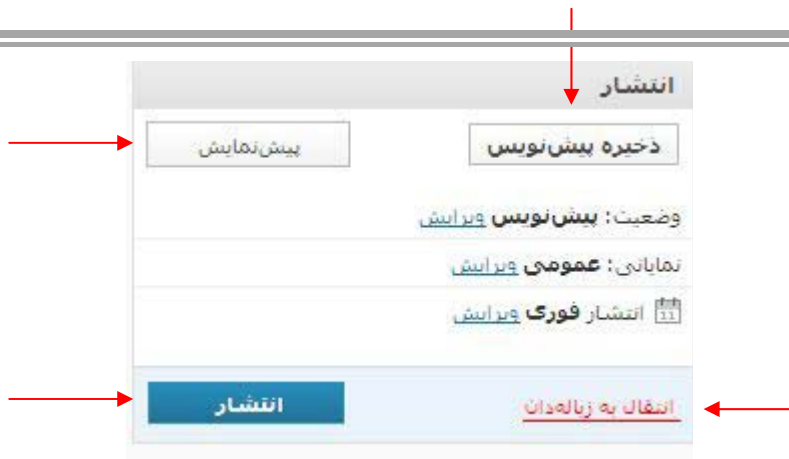 انتشار
ذخیره پیش‌نویس پیش‌نمایش
وضعیت: پیش‌نویس ویرایش
نمایانی: عمومی ویرایش
11 انتشار فوری ویرایش
انتقال به زباله‌دان انتشار